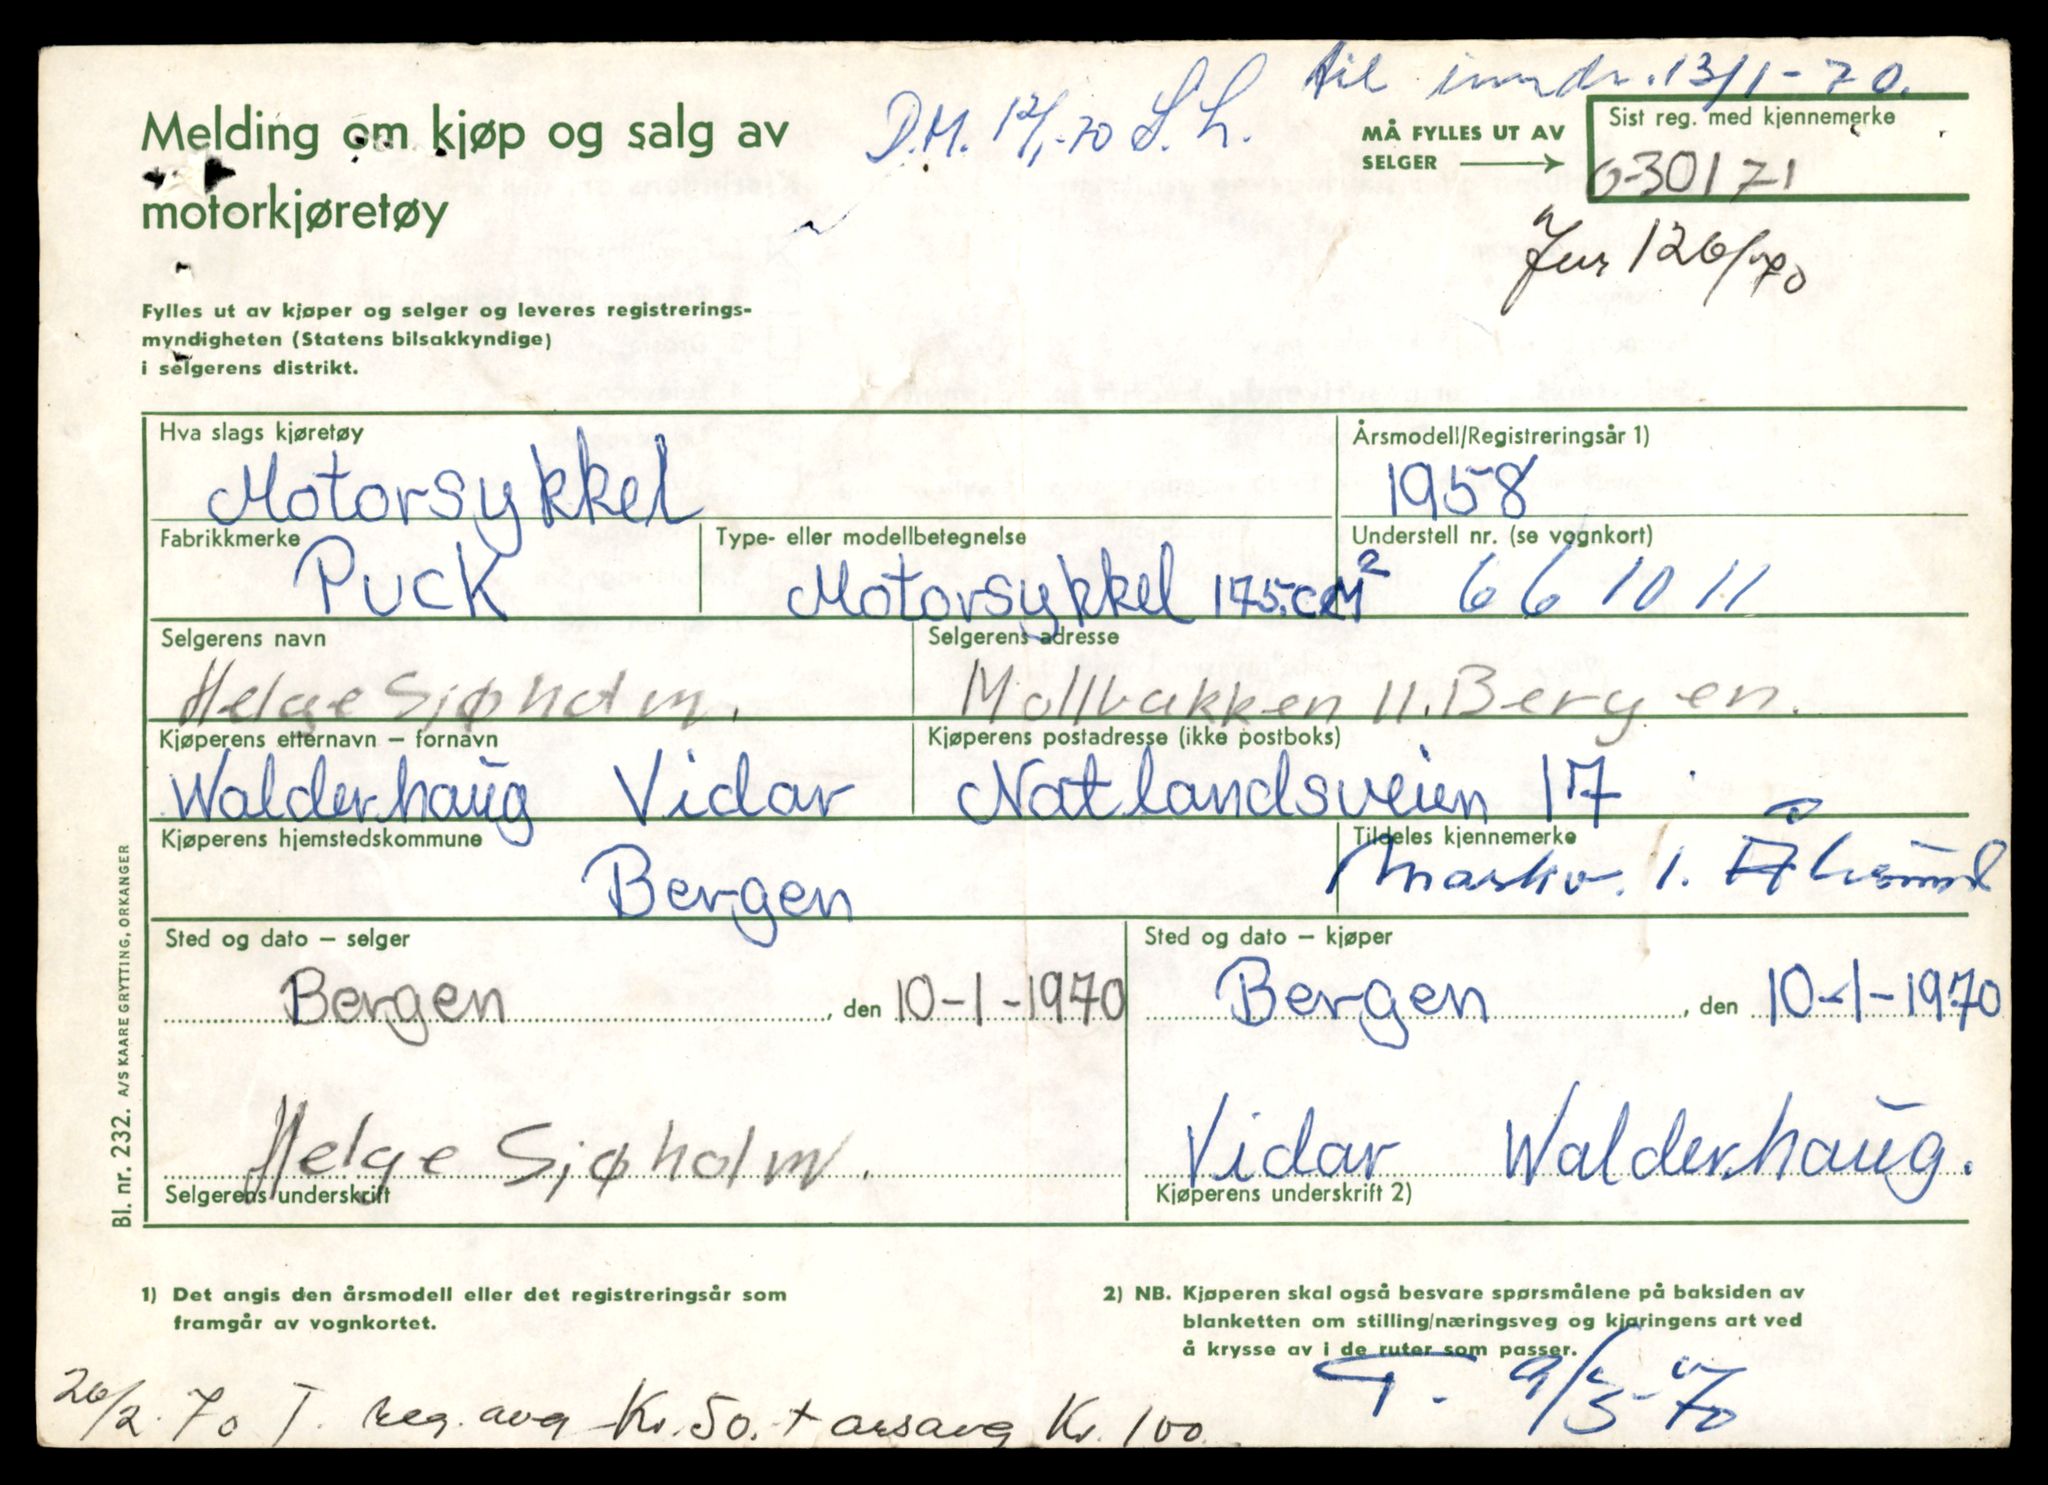 til inndr. 13/1-70.
D.M. 12/1-70 S.L.
Melding om kjøp og salg av
motorkjøretøy
MÅ FYLLES UT AV
SELGER
Sist reg. med kjennemerke
O-30171
Jur 126/70
Fylles ut av kjøper og selger og leveres registrerings-
myndigheten (Statens bilsakkyndige)
i selgerens distrikt.
Hva slags kjøretøy
Årsmodell/Registreringsår 1)
Motorsykkel
1958
Fabrikkmerke
Type- eller modellbetegnelse
Understell nr. (se vognkort)
Puck
Motorsykkel 175.cM²
661011
Selgerens navn
Selgerens adresse
Helge Sjøholm.
Mollbakken 11. Bergen.
Kjøperens etternavn – fornavn
Kjøperens postadresse (ikke postboks)
Walderhaug Vidar
Natlandsveien 17
Kjøperens hjemstedskommune
Tildeles kjennemerke
Bergen
Sted og dato – selger
Sted og dato – kjøper
Bergen, den 10-1-1970
Bergen, den 10-1-1970
Helge Sjøholm.
Vidar Walderhaug.
Selgerens underskrift
Kjøperens underskrift 2)
Bl. nr. 232. A/S KAARE GRYTTING, ORKANGER
1) Det angis den årsmodell eller det registreringsår som
framgår av vognkortet.
2) NB. Kjøperen skal også besvare spørsmålene på baksiden av
blanketten om stilling/næringsveg og kjøringens art ved
å krysse av i de ruter som passer.
T. 9/3-70
26/2.70 T. reg. avg Kr. 50. + årsavg Kr. 100